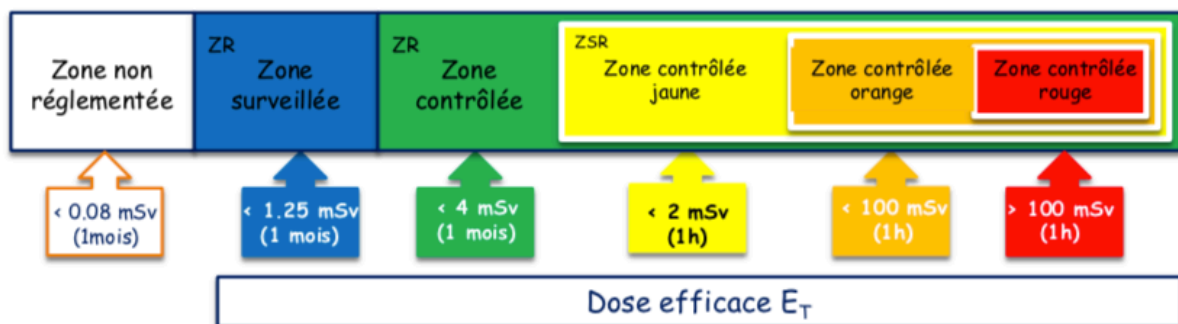 Zone non
réglementée
ZR
Zone
surveillée
ZR
Zone
contrôlée
ZSR
Zone contrôlée
jaune
Zone contrôlée
orange
Zone contrôlée
rouge
< 0.08 mSv
(1mois)
< 1.25 mSv
(1 mois)
< 4 mSv
(1 mois)
< 2 mSv
(1h)
< 100 mSv
(1h)
> 100 mSv
(1h)
Dose efficace E_T